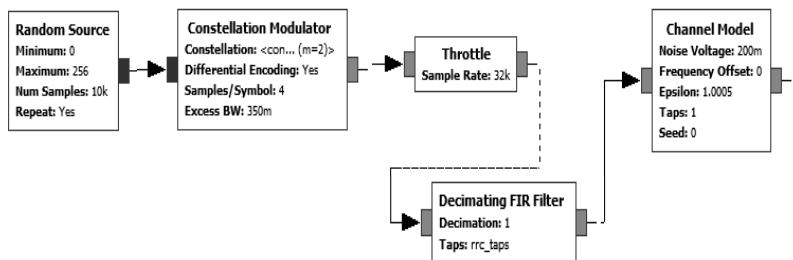 Random Source
Minimum: 0
Maximum: 256
Num Samples: 10k
Repeat: Yes
Constellation Modulator
Constellation: <con... (m=2)>
Differential Encoding: Yes
Samples/Symbol: 4
Excess BW: 350m
Throttle
Sample Rate: 32k
Decimating FIR Filter
Decimation: 1
Taps: rrc_taps
Channel Model
Noise Voltage: 200m
Frequency Offset: 0
Epsilon: 1.0005
Taps: 1
Seed: 0